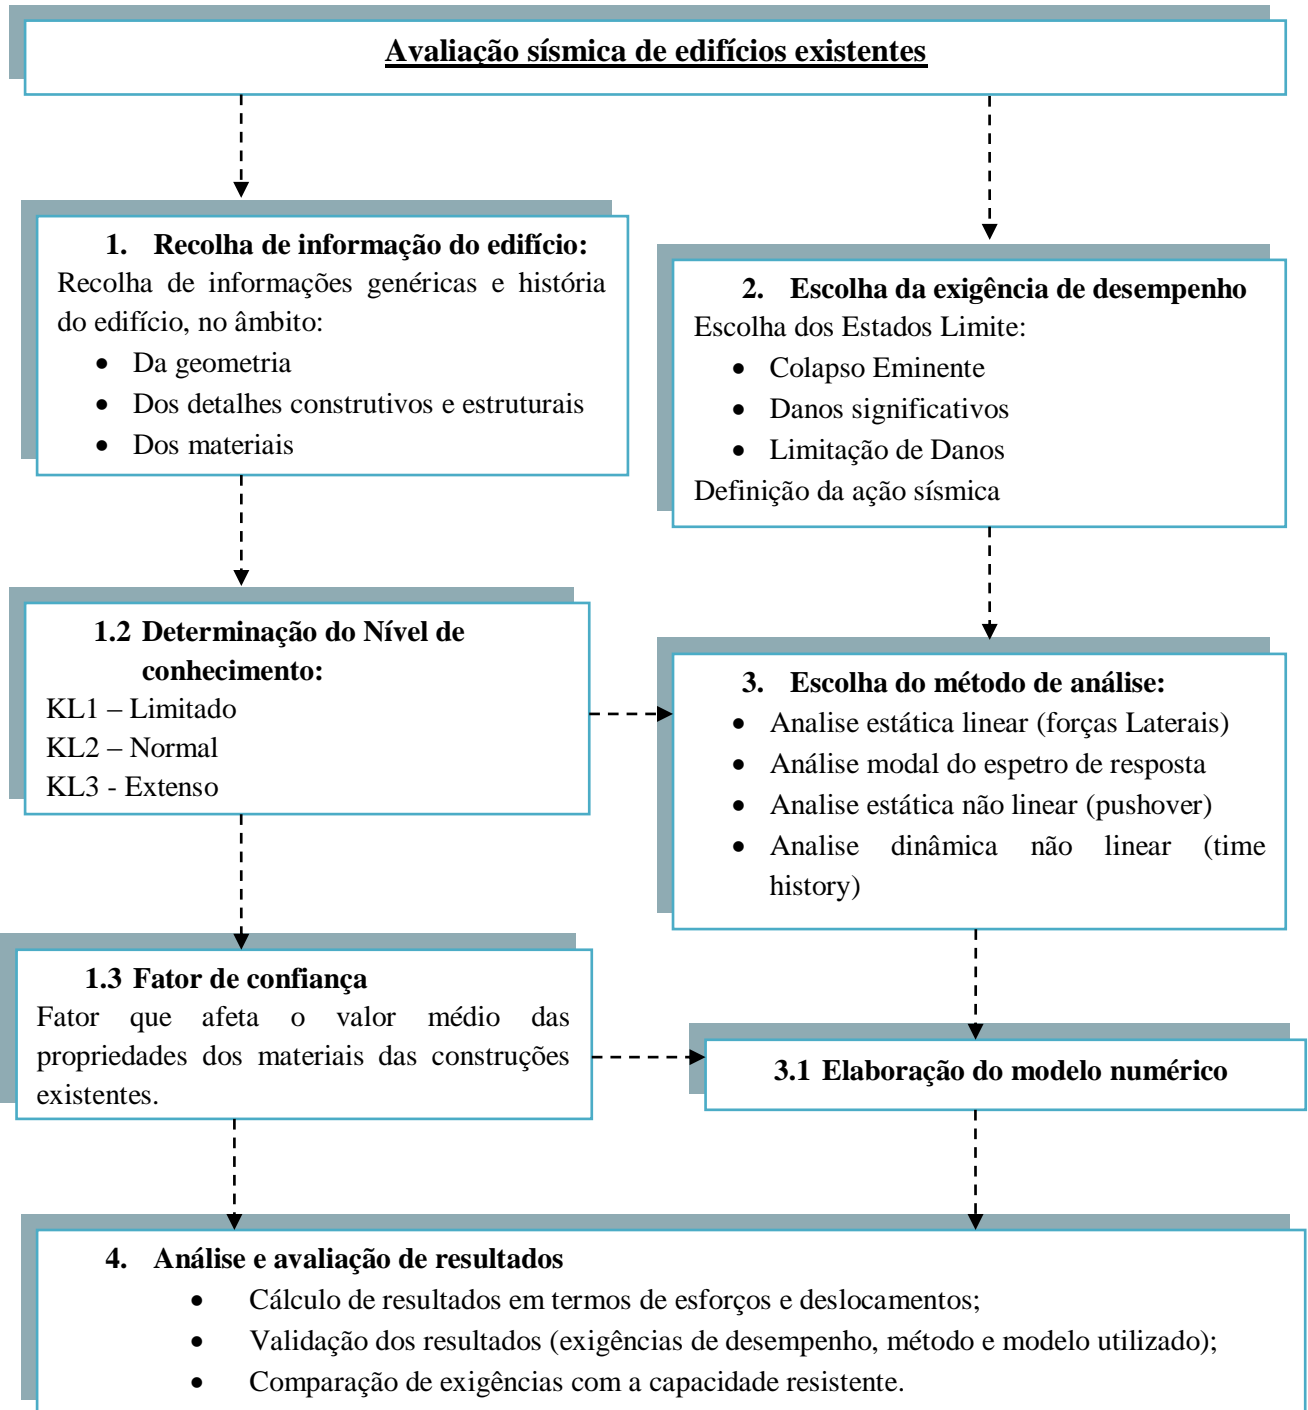 Avaliação sísmica de edifícios existentes
1. Recolha de informação do edifício:
Recolha de informações genéricas e história
do edifício, no âmbito:
• Da geometria
• Dos detalhes construtivos e estruturais
• Dos materiais
2. Escolha da exigência de desempenho
Escolha dos Estados Limite:
• Colapso Eminente
• Danos significativos
• Limitação de Danos
Definição da ação sísmica
1.2 Determinação do Nível de
conhecimento:
KL1 – Limitado
KL2 – Normal
KL3 - Extenso
3. Escolha do método de análise:
• Analise estática linear (forças Laterais)
• Análise modal do espetro de resposta
• Analise estática não linear (pushover)
• Analise dinâmica não linear (time
history)
1.3 Fator de confiança
Fator que afeta o valor médio das
propriedades dos materiais das construções
existentes.
3.1 Elaboração do modelo numérico
4. Análise e avaliação de resultados
• Cálculo de resultados em termos de esforços e deslocamentos;
• Validação dos resultados (exigências de desempenho, método e modelo utilizado);
• Comparação de exigências com a capacidade resistente.